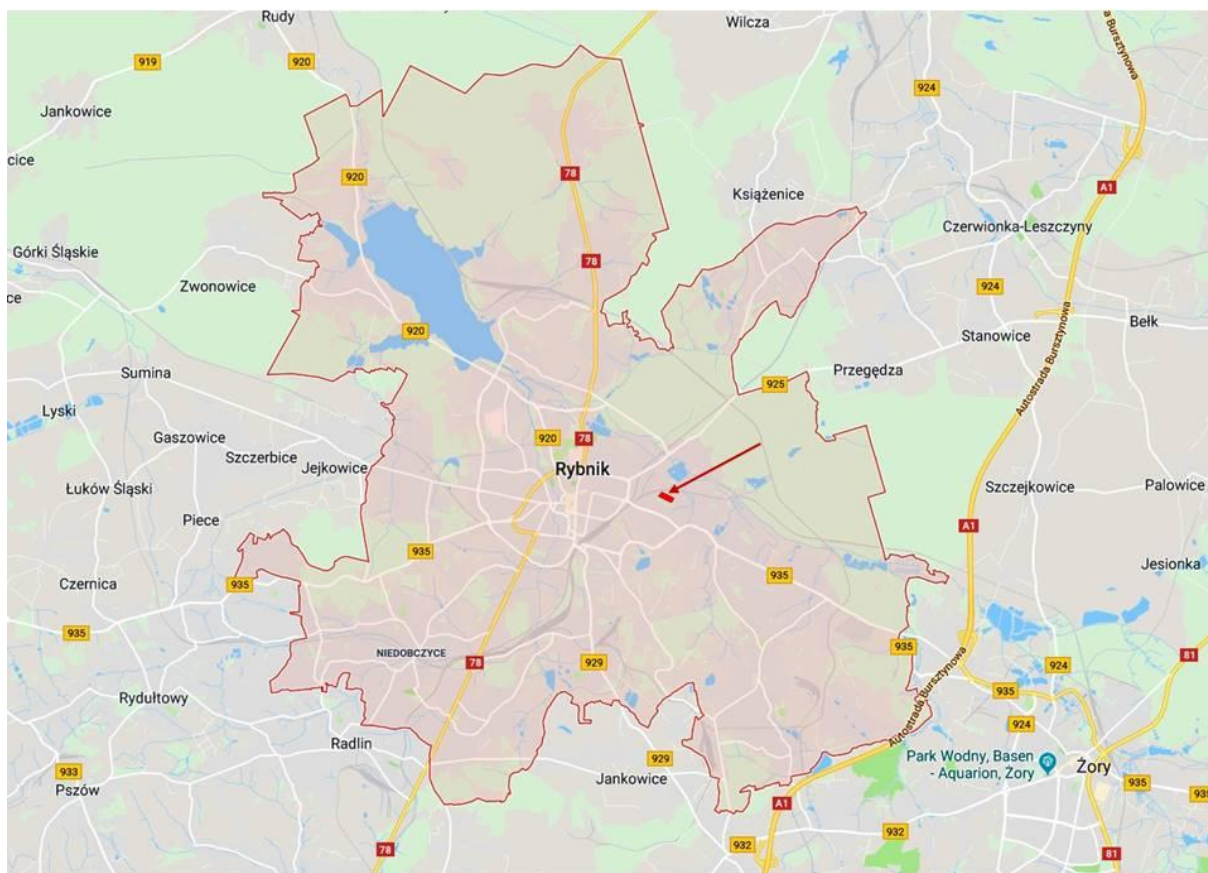 Rudy
Wilcza
919
920
924
Autostrada Bursztynowa
Jankowice
cice
920
78
A1
Książenice
Czerwionka-Leszczyny
Górki Śląskie
78
Zwonowice
924
ce
920
Stanowice
Bełk
Sumina
Przegędza
925
Autostrada Bursztynowa
Lyski
Gaszowice
920
78
Szczerbice
Jejkowice
Rybnik
Łuków Śląski
Szczejkowice
Palowice
Piece
A1
935
935
Jesionka
Czernica
935
935
935
NIEDOBCZYCE
78
929
924
81
935
Rydułtowy
Autostrada Bursztynowa
924
Radlin
929
Jankowice
Park Wodny, Basen
- Aquarion, Żory
Żory
933
Pszów
935
935
A1
932
932
78
81